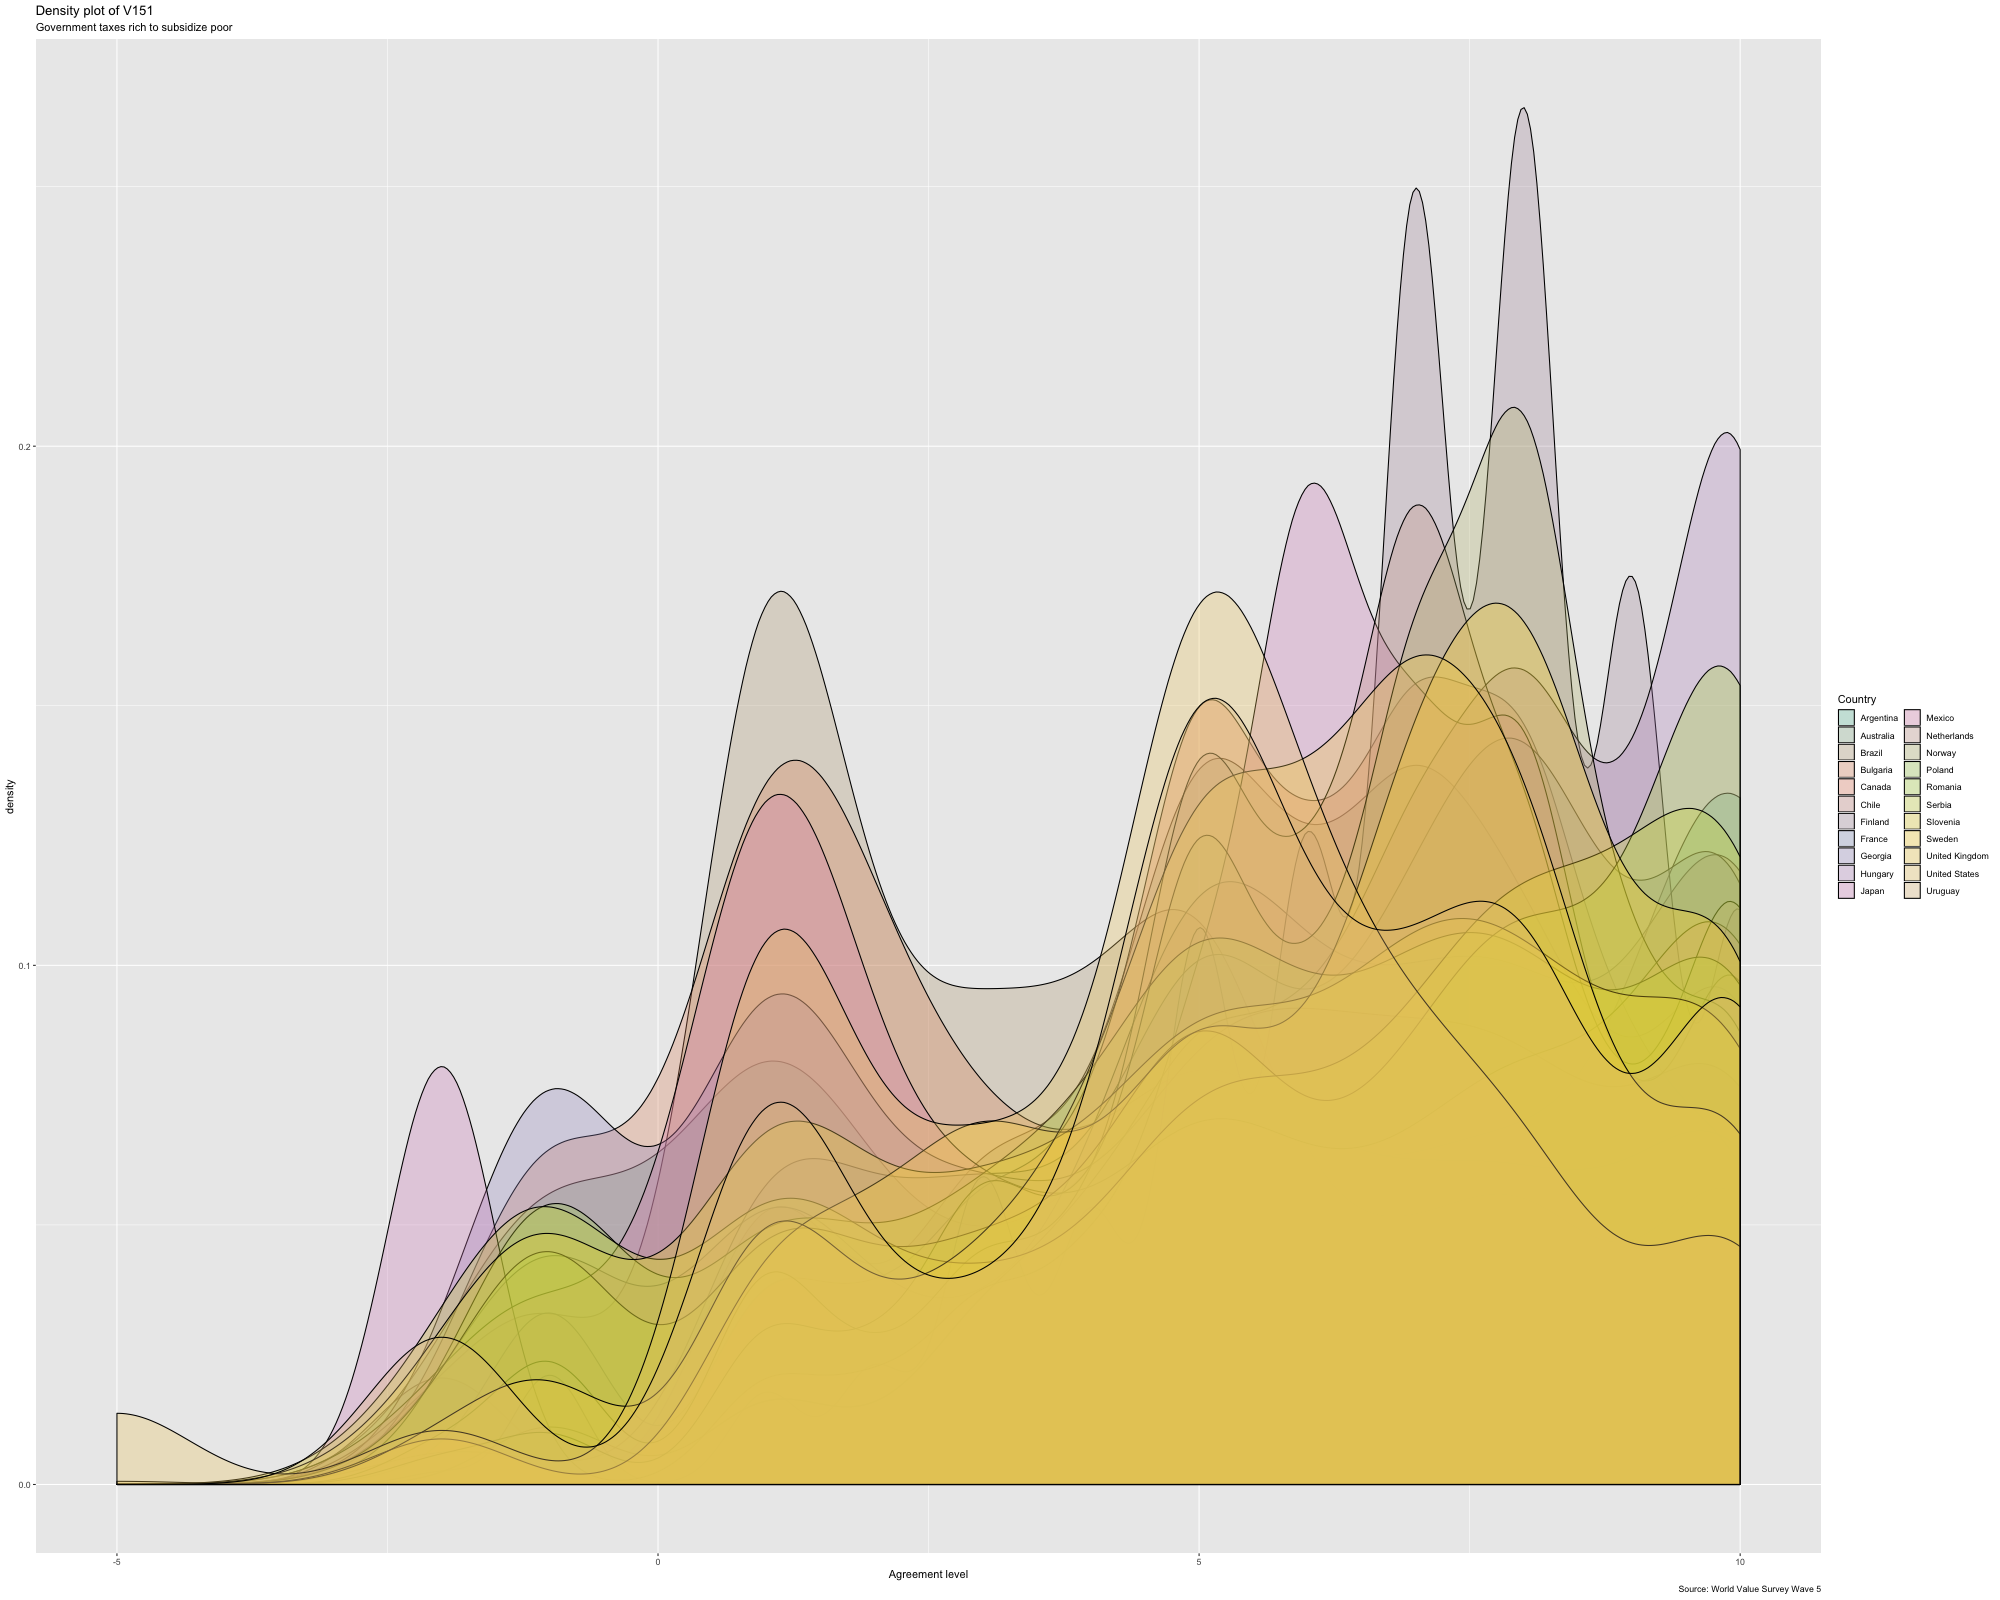 Density plot of V151
Government taxes rich to subsidize poor
density
0.2
0.1
0.0
-5
0
5
10
Agreement level
Country
Argentina
Australia
Brazil
Bulgaria
Canada
Chile
Finland
France
Georgia
Hungary
Japan
Mexico
Netherlands
Norway
Poland
Romania
Serbia
Slovenia
Sweden
United Kingdom
United States
Uruguay
Source: World Value Survey Wave 5